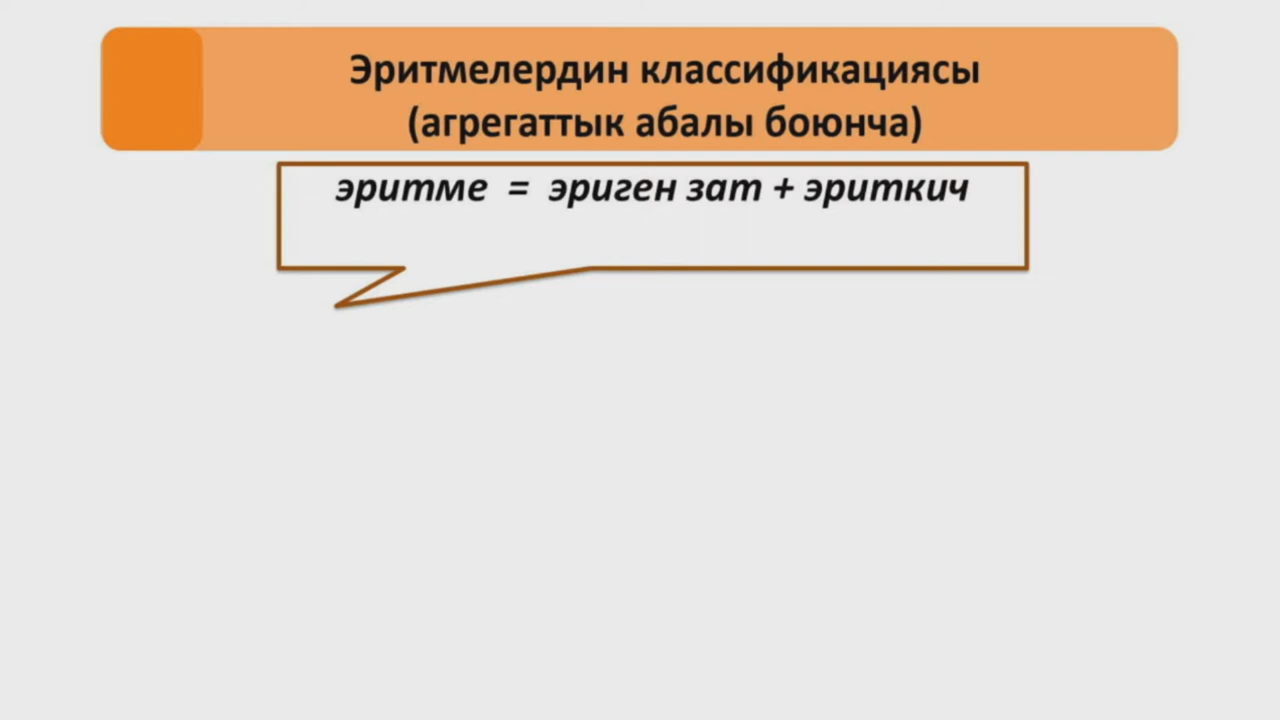 Эритмелердин классификациясы
(агрегаттык абалы боюнча)
эритме = эриген зат + эриткич